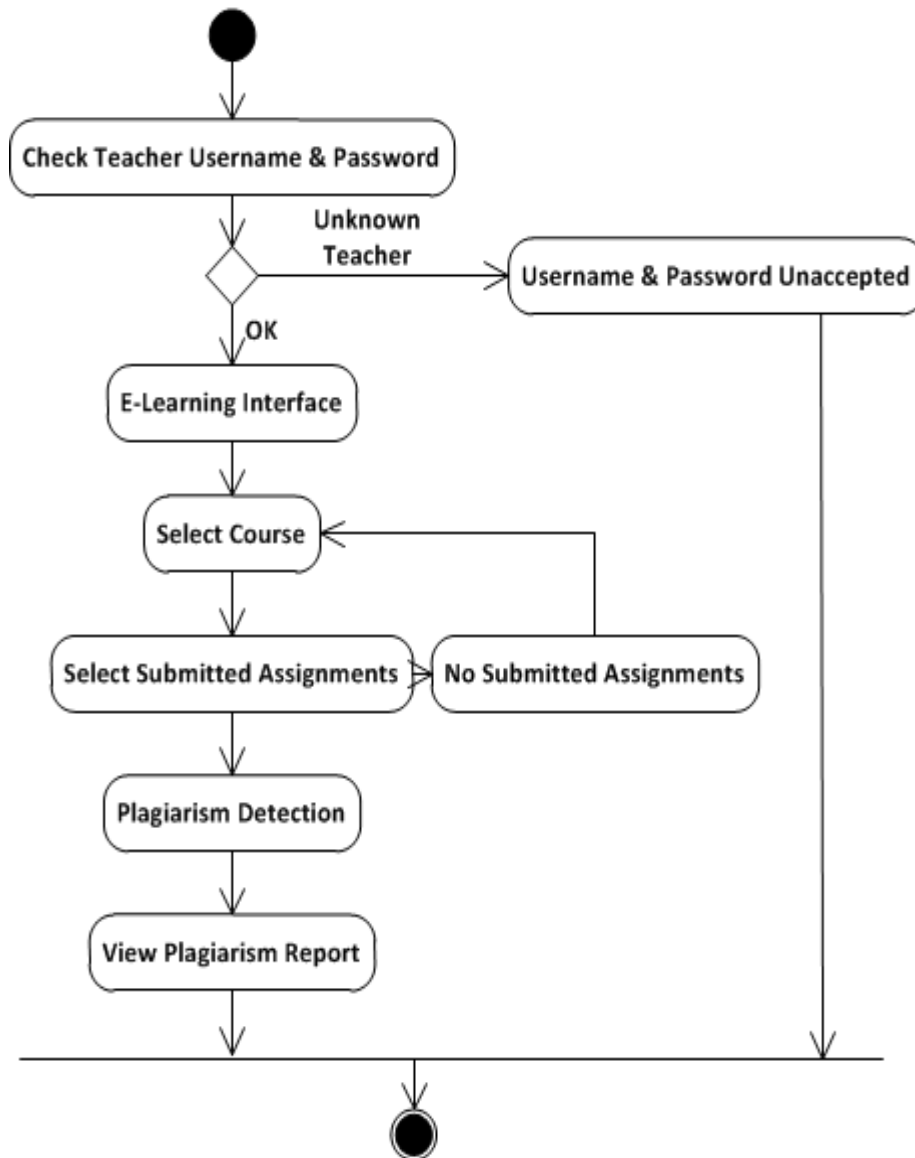 Check Teacher Username & Password
Unknown
Teacher
Username & Password Unaccepted
OK
E-Learning Interface
Select Course
Select Submitted Assignments
No Submitted Assignments
Plagiarism Detection
View Plagiarism Report